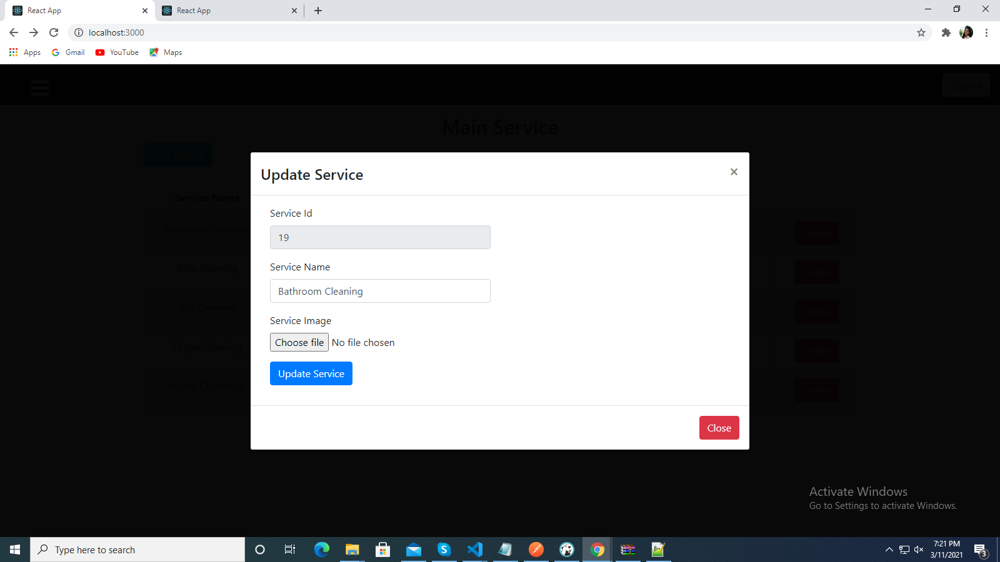 React App
React App
localhost:3000
Apps
Gmail
YouTube
Maps
Logout
Main Service
Add Service
Update Service
×
Service Name
Service Id
19
Bathroom Cleaning
Delete
Service Name
Sofa Cleaning
Delete
Bathroom Cleaning
Car Cleaning
Delete
Service Image
Choose file No file chosen
Carpet Cleaning
Delete
Update Service
Home Cleanning
Delete
Close
Activate Windows
Go to Settings to activate Windows.
Type here to search
7:21 PM
3/11/2021
3